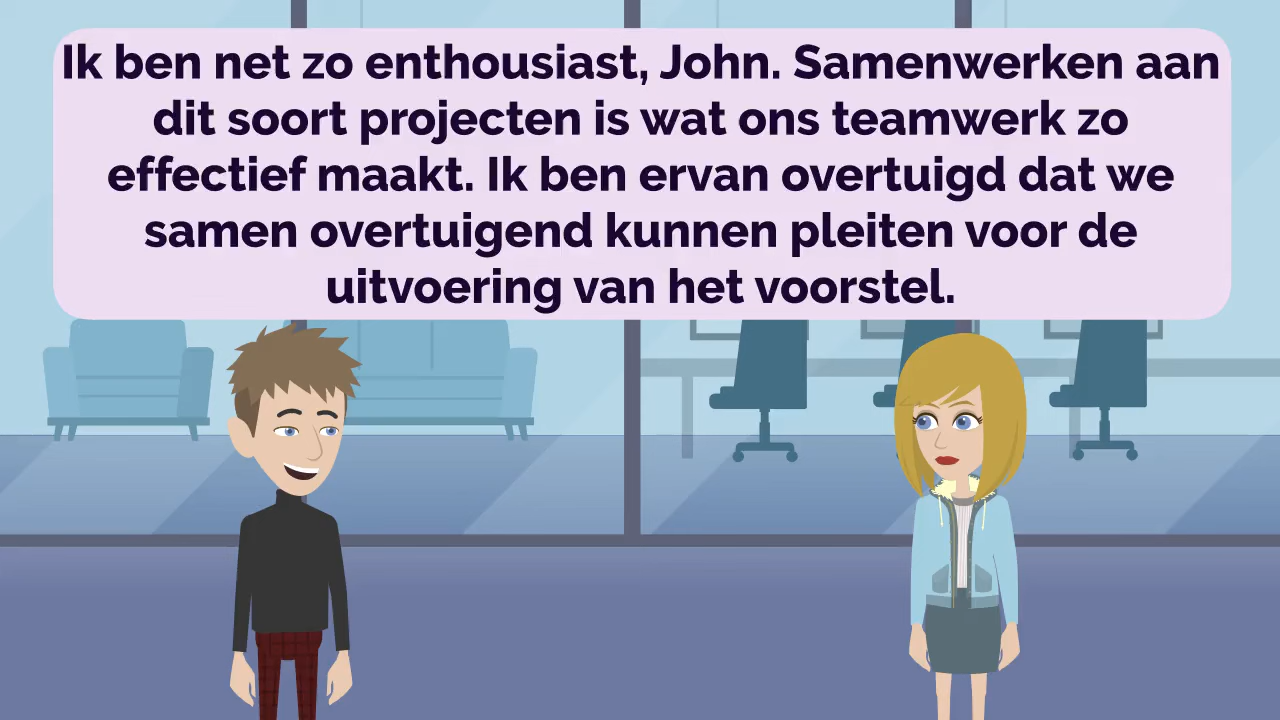 Ik ben net zo enthousiast, John. Samenwerken aan
dit soort projecten is wat ons teamwerk zo
effectief maakt. Ik ben ervan overtuigd dat we
samen overtuigend kunnen pleiten voor de
uitvoering van het voorstel.